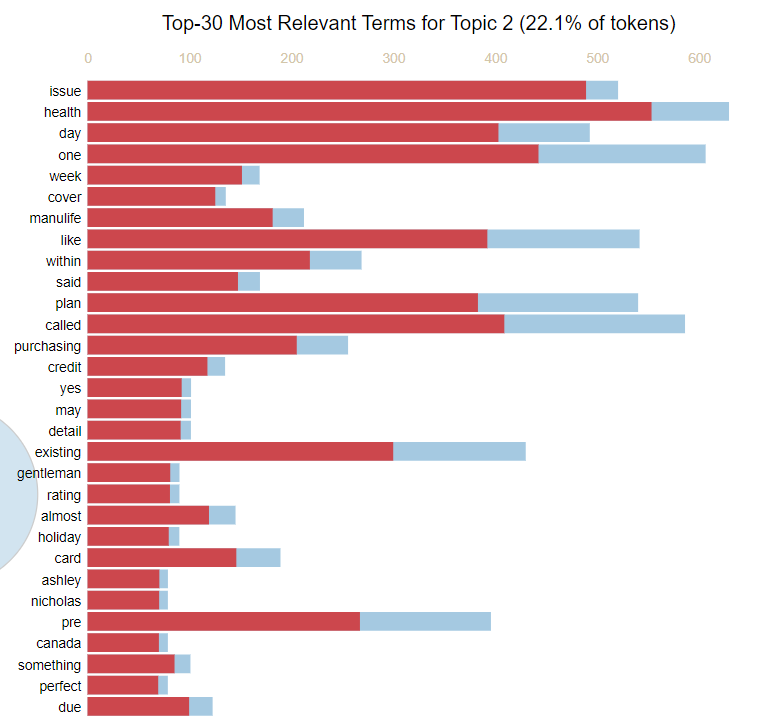 Top-30 Most Relevant Terms for Topic 2 (22.1% of tokens)
0 100 200 300 400 500 600
issue
health
day
one
week
cover
manulife
like
within
said
plan
called
purchasing
credit
yes
may
detail
existing
gentleman
rating
almost
holiday
card
ashley
nicholas
pre
canada
something
perfect
due